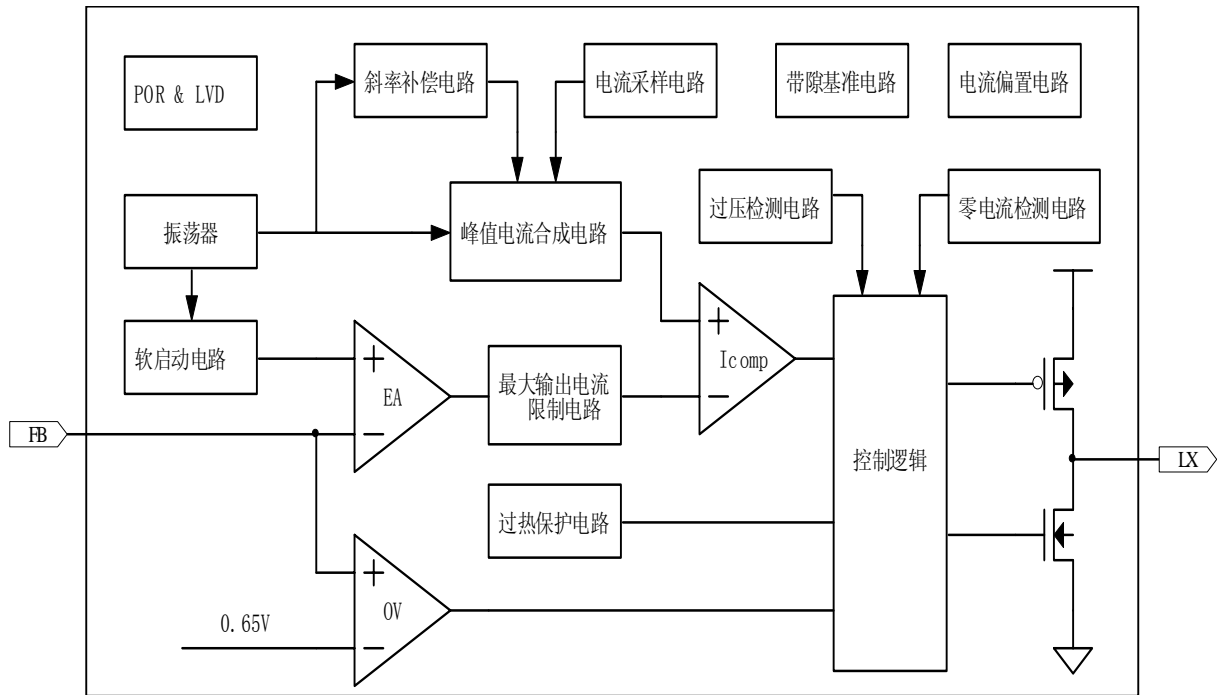 POR & LVD
斜率补偿电路
电流采样电路
带隙基准电路
电流偏置电路
振荡器
峰值电流合成电路
过压检测电路
零电流检测电路
软启动电路
+
EA
−
最大输出电流
限制电路
+
Icomp
−
FB
控制逻辑
LX
过热保护电路
+
OV
−
0.65V